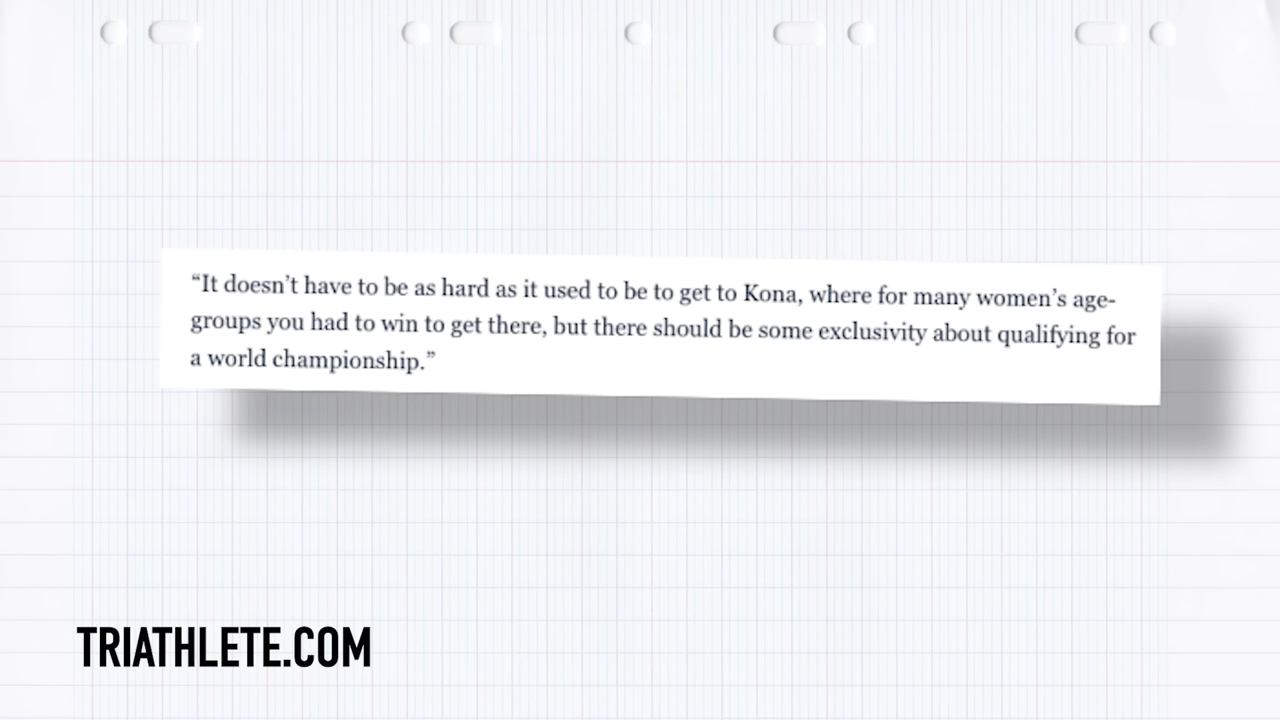 “It doesn’t have to be as hard as it used to be to get to Kona, where for many women’s age-
groups you had to win to get there, but there should be some exclusivity about qualifying for
a world championship.”
TRIATHLETE.COM